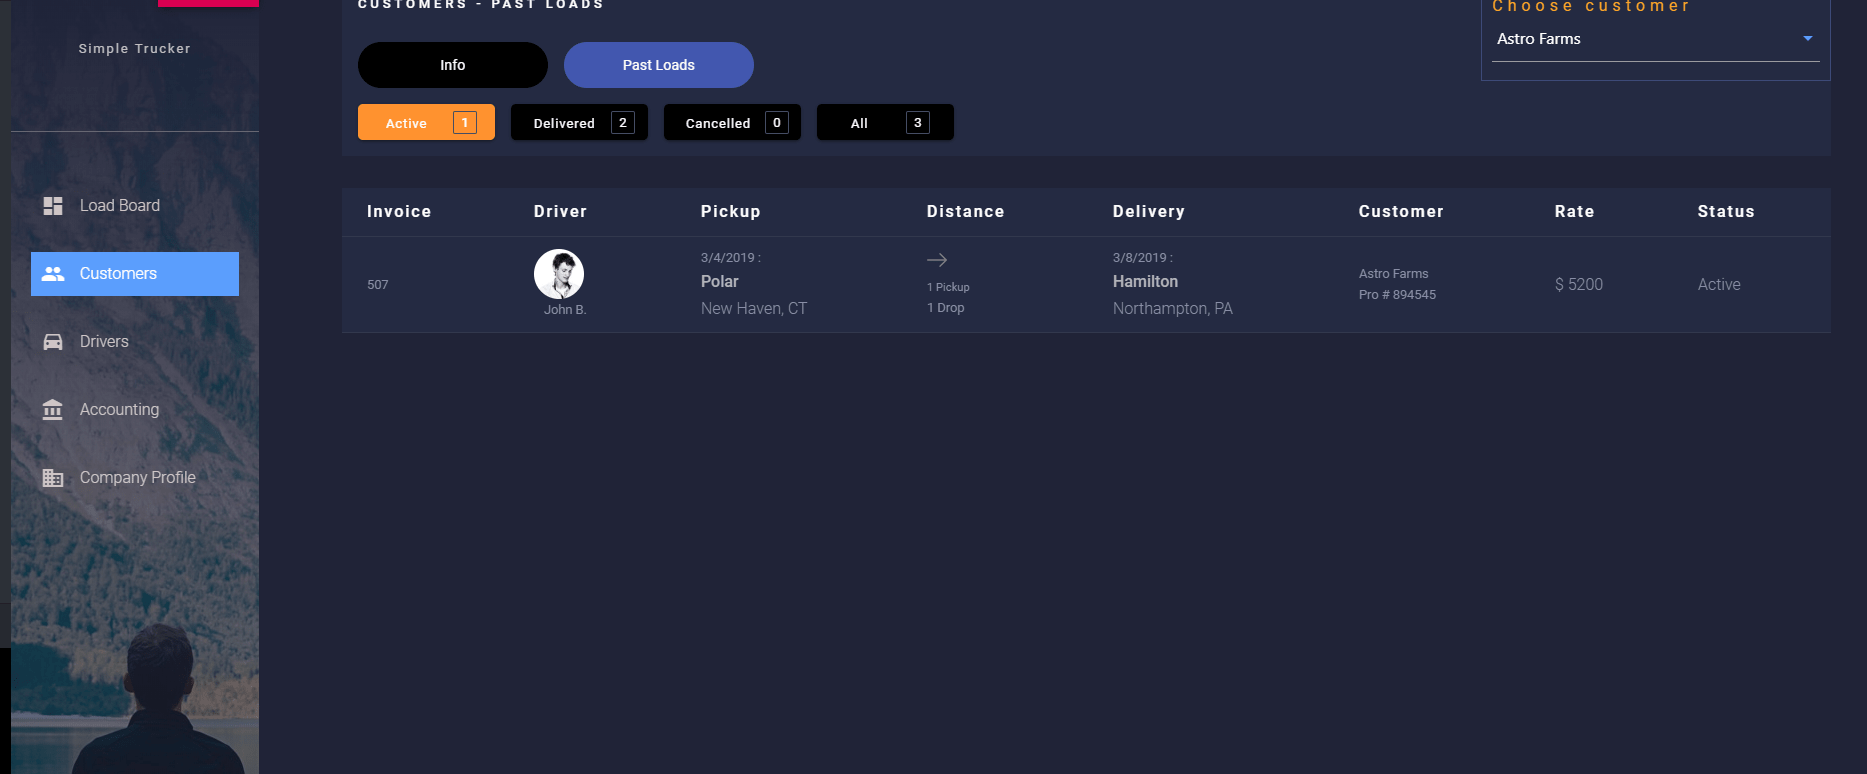 Simple Trucker
Load Board
Customers
Drivers
Accounting
Company Profile
CUSTOMERS - PAST LOADS
Choose customer
Astro Farms
Info
Past Loads
Active 1
Delivered 2
Cancelled 0
All 3
Invoice Driver Pickup Distance Delivery Customer Rate Status
507
John B.
3/4/2019 :
Polar
New Haven, CT
1 Pickup
1 Drop
3/8/2019 :
Hamilton
Northampton, PA
Astro Farms
Pro # 894545
$ 5200
Active